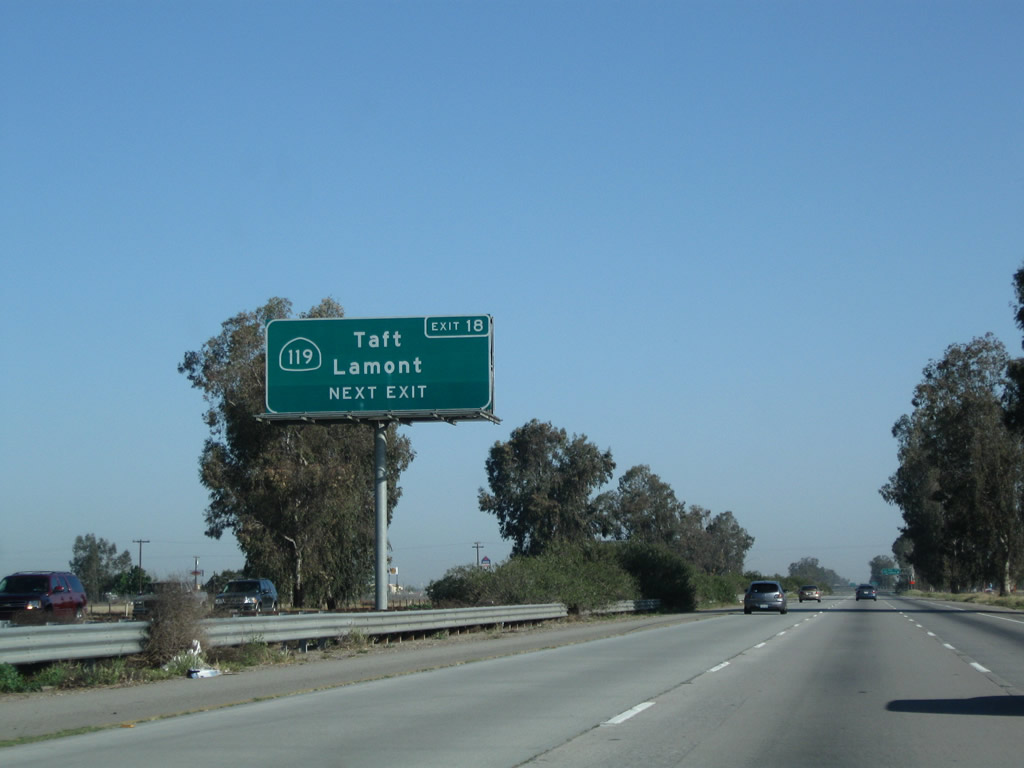 EXIT 18
119
Taft
Lamont
NEXT EXIT